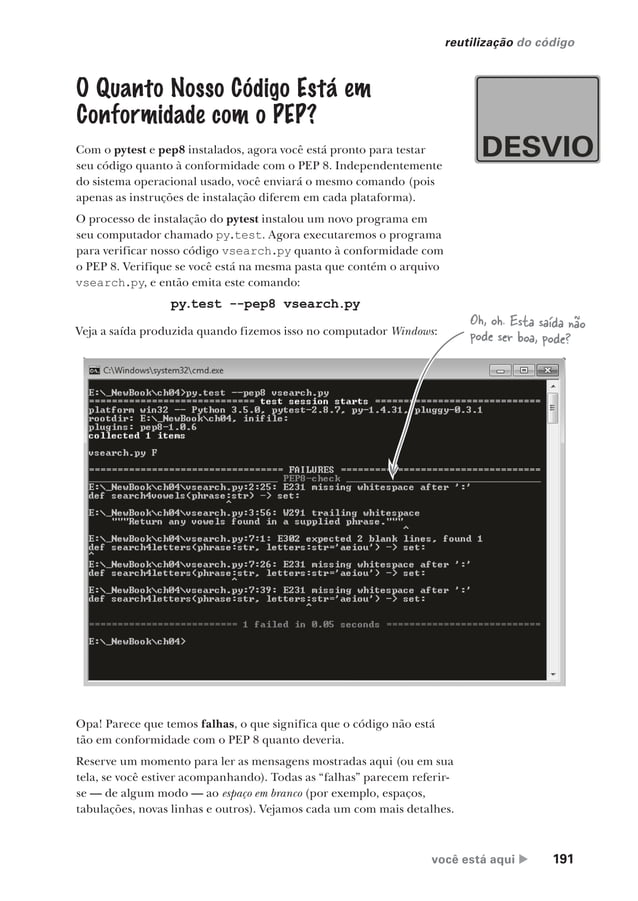 reutilização do código
O Quanto Nosso Código Está em
Conformidade com o PEP?
DESVIO
Com o pytest e pep8 instalados, agora você está pronto para testar
seu código quanto à conformidade com o PEP 8. Independentemente
do sistema operacional usado, você enviará o mesmo comando (pois
apenas as instruções de instalação diferem em cada plataforma).
O processo de instalação do pytest instalou um novo programa em
seu computador chamado py.test. Agora executaremos o programa
para verificar nosso código vsearch.py quanto à conformidade com
o PEP 8. Verifique se você está na mesma pasta que contém o arquivo
vsearch.py, e então emita este comando:
py.test --pep8 vsearch.py
Veja a saída produzida quando fizemos isso no computador Windows:
Oh, oh. Esta saída não
pode ser boa, pode?
C:\Windows\system32\cmd.exe
E:\_NewBook\ch04>py.test --pep8 vsearch.py
============================ test session starts ============================
platform win32 -- Python 3.5.0, pytest-2.8.7, py-1.4.31, pluggy-0.3.1
rootdir: E:\_NewBook\ch04, inifile:
plugins: pep8-1.0.6
collected 1 items
vsearch.py F
================================= FAILURES ==================================
________________________________ PEP8-check _________________________________
E:\_NewBook\ch04\vsearch.py:2:25: E231 missing whitespace after ':'
def search4vowels(phrase:str) -> set:
^
E:\_NewBook\ch04\vsearch.py:3:56: W291 trailing whitespace
"""Return any vowels found in a supplied phrase."""
^
E:\_NewBook\ch04\vsearch.py:7:1: E302 expected 2 blank lines, found 1
def search4letters(phrase:str, letters:str='aeiou') -> set:
^
E:\_NewBook\ch04\vsearch.py:7:26: E231 missing whitespace after ':'
def search4letters(phrase:str, letters:str='aeiou') -> set:
^
E:\_NewBook\ch04\vsearch.py:7:39: E231 missing whitespace after ':'
def search4letters(phrase:str, letters:str='aeiou') -> set:
^
========================== 1 failed in 0.05 seconds ===========================
E:\_NewBook\ch04>
Opa! Parece que temos falhas, o que significa que o código não está
tão em conformidade com o PEP 8 quanto deveria.
Reserve um momento para ler as mensagens mostradas aqui (ou em sua
tela, se você estiver acompanhando). Todas as “falhas” parecem referir-
se — de algum modo — ao espaço em branco (por exemplo, espaços,
tabulações, novas linhas e outros). Vejamos cada um com mais detalhes.
você está aqui ▶ 191